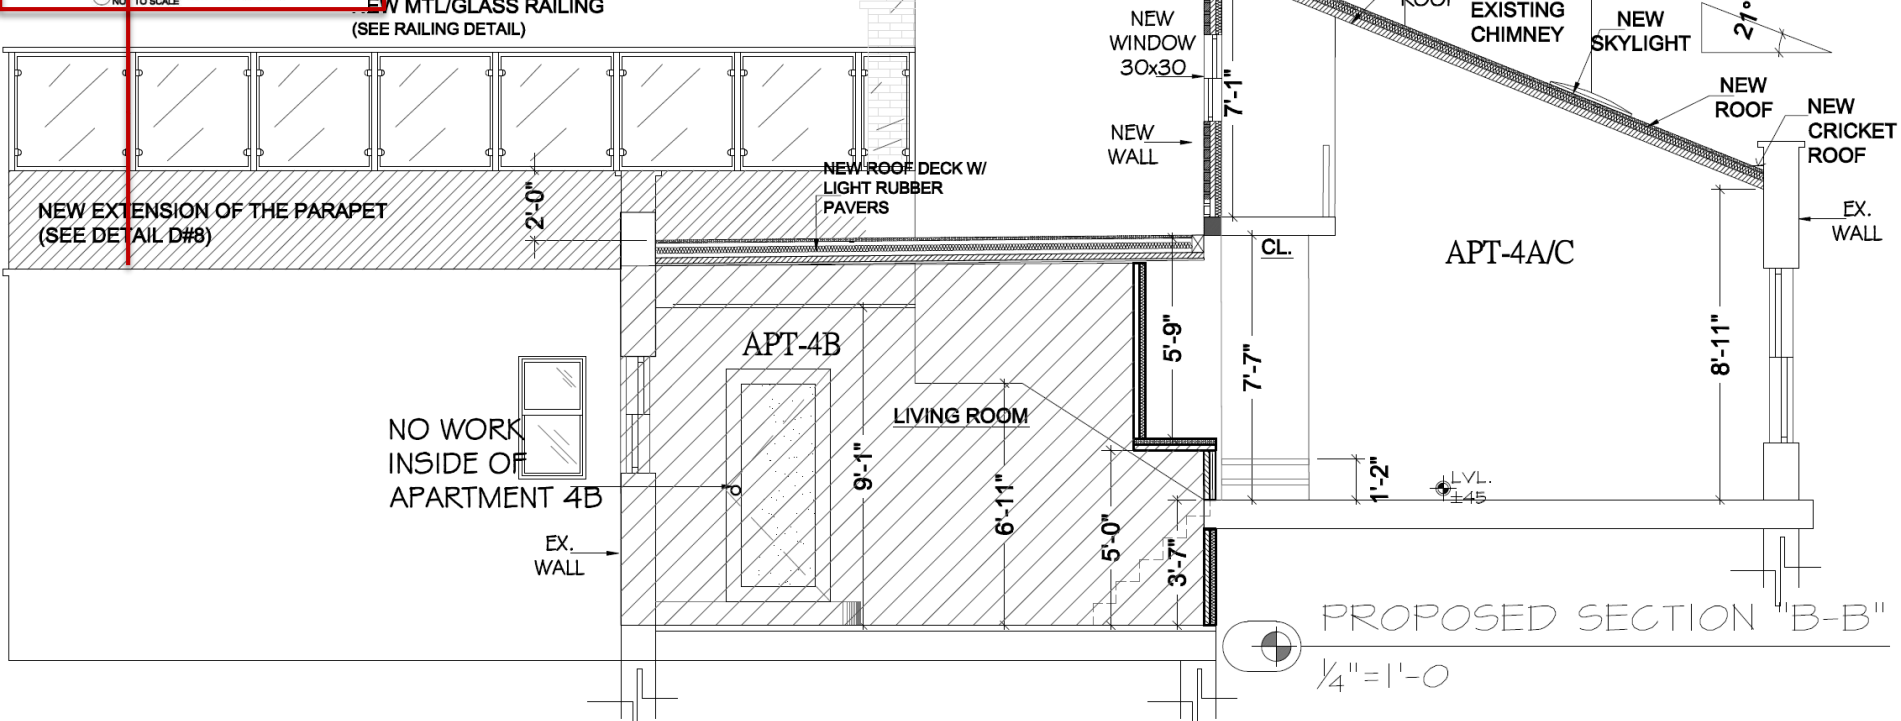 NOT TO SCALE
NEW MTL/GLASS RAILING
(SEE RAILING DETAIL)
NEW
WINDOW
30x30
7'-1"
ROOF
EXISTING
CHIMNEY
NEW
SKYLIGHT
21°
NEW
ROOF
NEW
CRICKET
ROOF
NEW
WALL
NEW ROOF DECK W/
LIGHT RUBBER
PAVERS
2'-0"
NEW EXTENSION OF THE PARAPET
(SEE DETAIL D#8)
EX.
WALL
CL.
APT-4A/C
APT-4B
5'-9"
7'-7"
8'-11"
LIVING ROOM
NO WORK
INSIDE OF
APARTMENT 4B
9'-1"
6'-11"
5'-0"
3'-7"
1'-2"
LVL.
±45
EX.
WALL
PROPOSED SECTION "B-B"
1/4"=1'-0